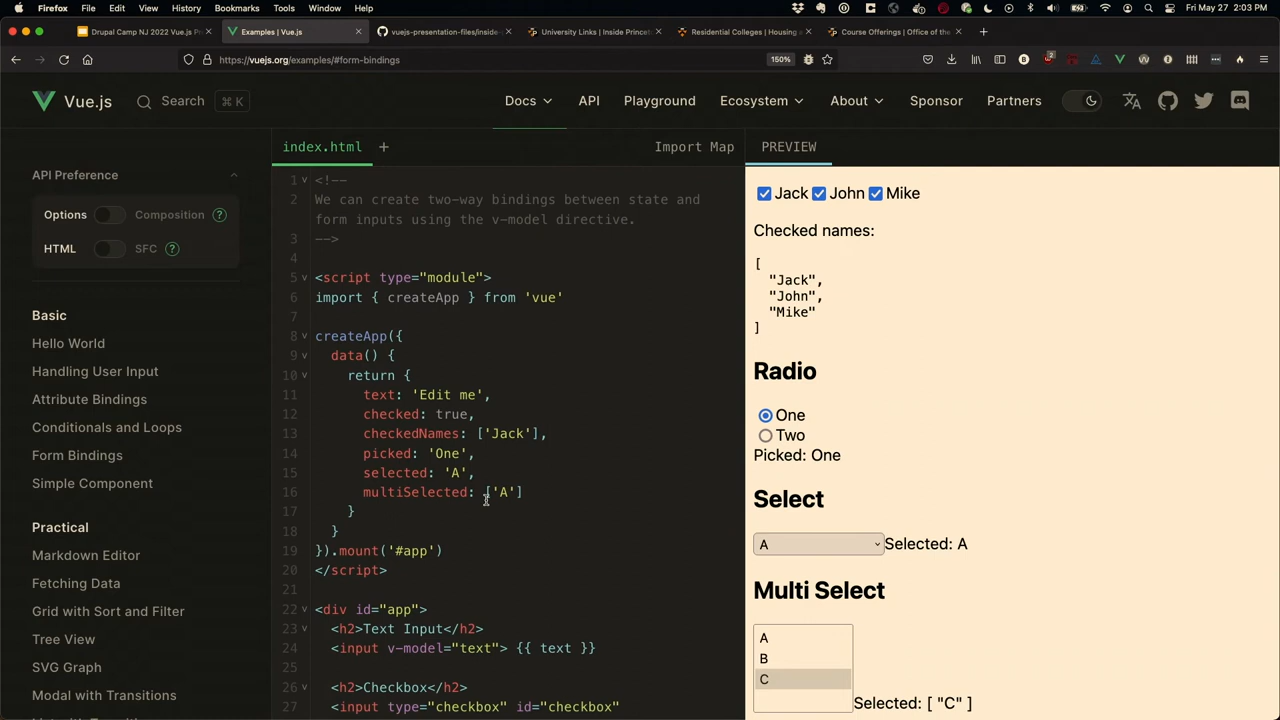 Firefox File Edit View History Bookmarks Tools Window Help
Fri May 27 2:03 PM
Drupal Camp NJ 2022 Vue.js P
Examples | Vue.js
vuejs-presentation-files/inside-
University Links | Inside Princet
Residential Colleges | Housing
Course Offerings | Office of the
https://vuejs.org/examples/#form-bindings
150%
Vue.js
Search ⌘ K
Docs API Playground Ecosystem About Sponsor Partners
API Preference
Options Composition ?
HTML SFC ?
Basic
Hello World
Handling User Input
Attribute Bindings
Conditionals and Loops
Form Bindings
Simple Component
Practical
Markdown Editor
Fetching Data
Grid with Sort and Filter
Tree View
SVG Graph
Modal with Transitions
index.html + Import Map
1 <!--
2 We can create two-way bindings between state and
form inputs using the v-model directive.
3 -->
4
5 <script type="module">
6 import { createApp } from 'vue'
7
8 createApp({
9 data() {
10 return {
11 text: 'Edit me',
12 checked: true,
13 checkedNames: ['Jack'],
14 picked: 'One',
15 selected: 'A',
16 multiSelected: ['A']
17 }
18 }
19 }).mount('#app')
20 </script>
21
22 <div id="app">
23 <h2>Text Input</h2>
24 <input v-model="text"> {{ text }}
25
26 <h2>Checkbox</h2>
27 <input type="checkbox" id="checkbox"
PREVIEW
Jack John Mike
Checked names:
[
"Jack",
"John",
"Mike"
]
Radio
One
Two
Picked: One
Select
A Selected: A
Multi Select
A
B
C
Selected: [ "C" ]